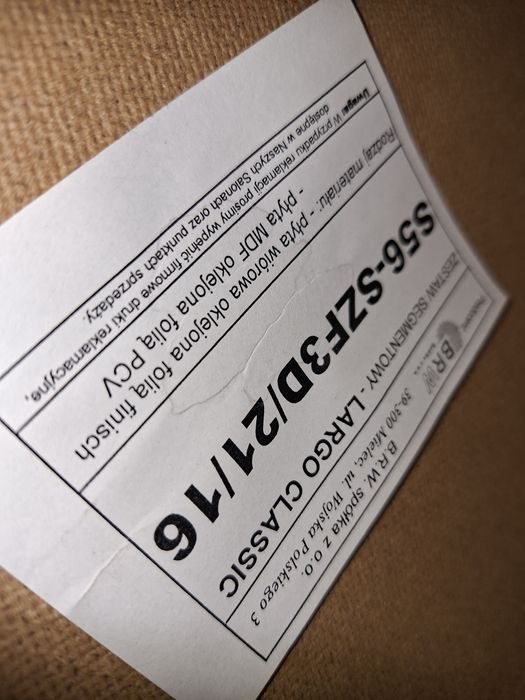 Producent:
BRW
B.R.W. spółka z o.o.
39-300 Mielec, ul. Wojska Polskiego 3
ZESTAW SEGMENTOWY - LARGO CLASSIC
S56-SZF3D/21/16
Rodzaj materiału: - płyta wiórowa oklejona folią finisch
- płyta MDF oklejona folią PCV
Uwaga: W przypadku reklamacji prosimy wypełnić firmowe druki reklamacyjne,
dostępne w Naszych Salonach oraz punktach sprzedaży.